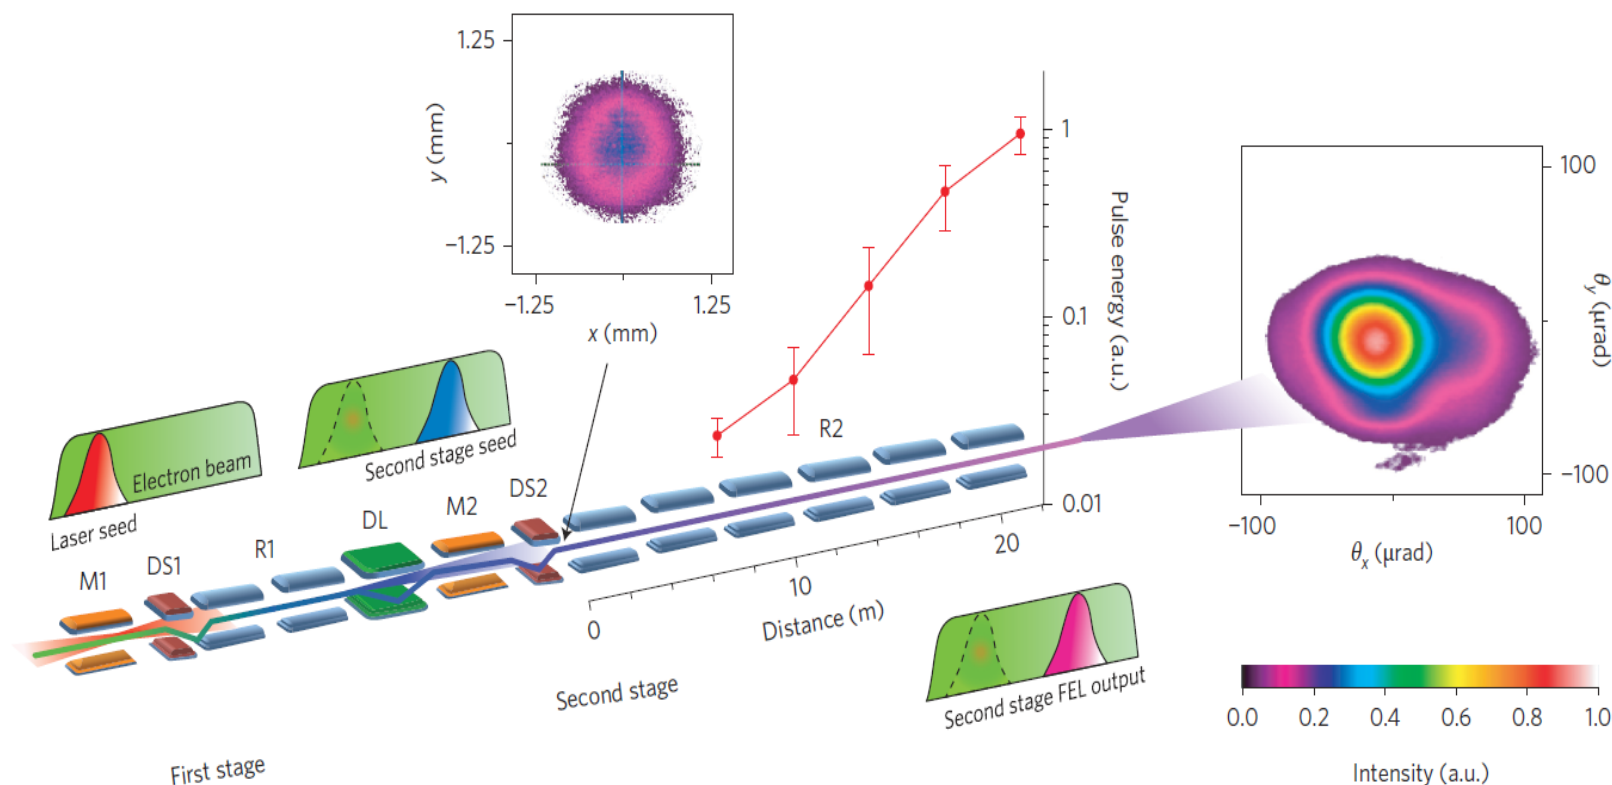 1.25
y (mm)
−1.25
−1.25
1.25
x (mm)
1
0.1
0.01
Pulse energy (a.u.)
100
θy (μrad)
−100
−100
100
θx (μrad)
Electron beam
Laser seed
Second stage seed
M1
DS1
R1
DL
M2
DS2
R2
0
10
20
Distance (m)
First stage
Second stage
Second stage FEL output
0.0
0.2
0.4
0.6
0.8
1.0
Intensity (a.u.)